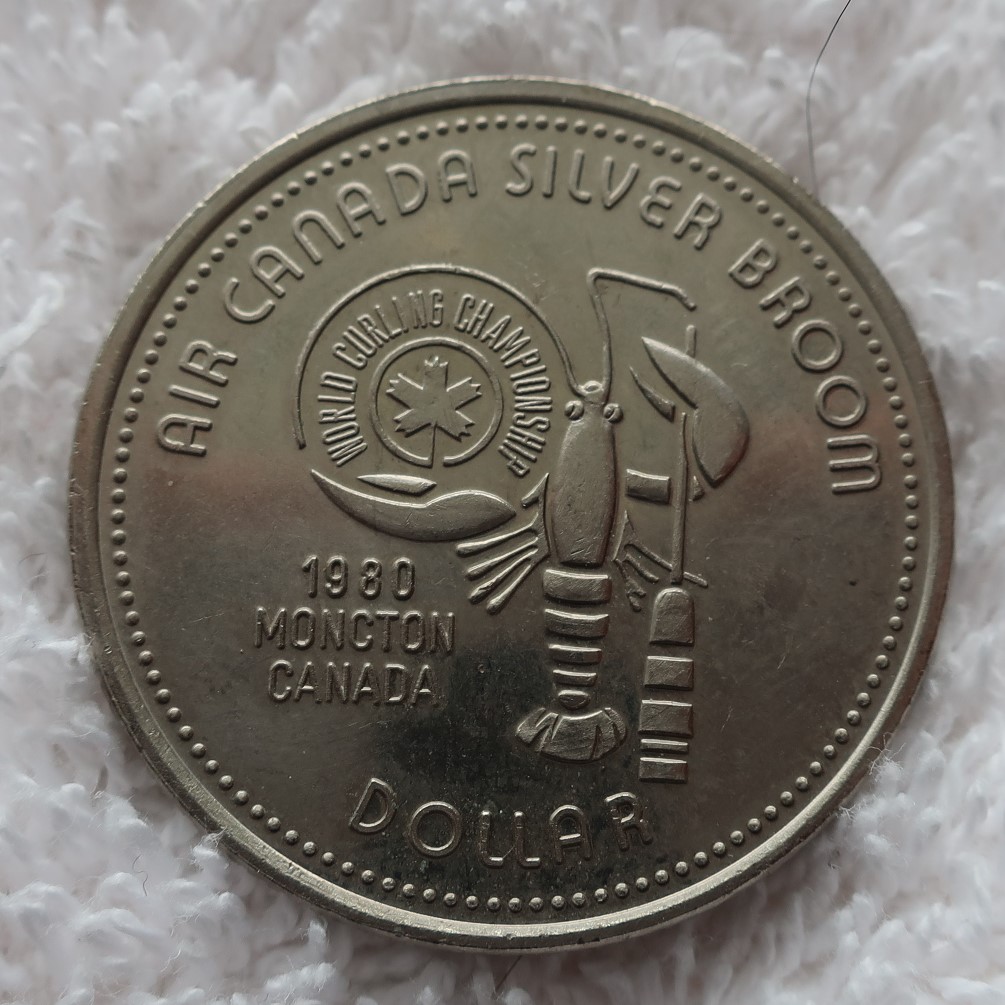 AIR CANADA SILVER BROOM
WORLD CURLING CHAMPIONSHIP
1980
MONCTON
CANADA
DOLLAR